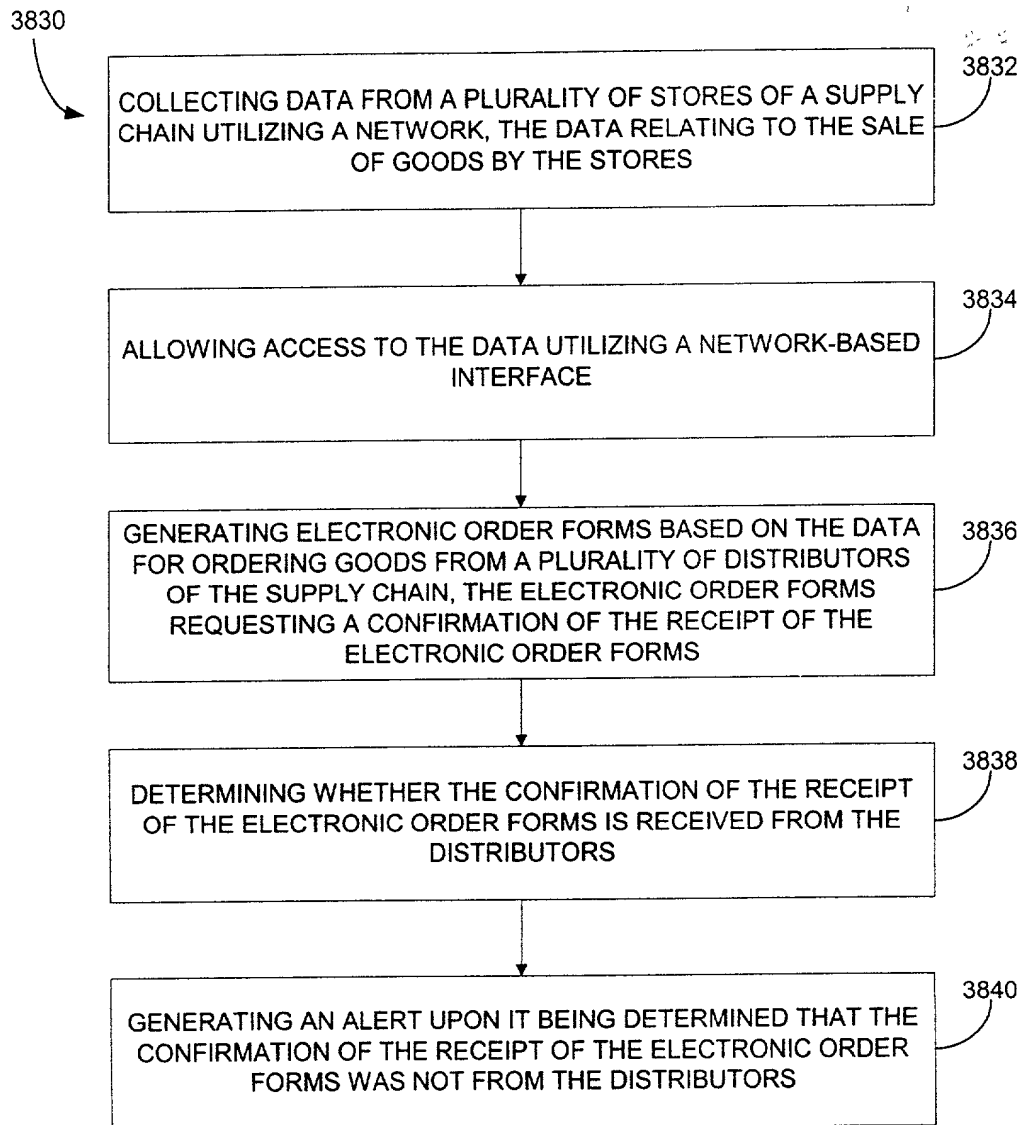 3830
3832
COLLECTING DATA FROM A PLURALITY OF STORES OF A SUPPLY
CHAIN UTILIZING A NETWORK, THE DATA RELATING TO THE SALE
OF GOODS BY THE STORES
3834
ALLOWING ACCESS TO THE DATA UTILIZING A NETWORK-BASED
INTERFACE
3836
GENERATING ELECTRONIC ORDER FORMS BASED ON THE DATA
FOR ORDERING GOODS FROM A PLURALITY OF DISTRIBUTORS
OF THE SUPPLY CHAIN, THE ELECTRONIC ORDER FORMS
REQUESTING A CONFIRMATION OF THE RECEIPT OF THE
ELECTRONIC ORDER FORMS
3838
DETERMINING WHETHER THE CONFIRMATION OF THE RECEIPT
OF THE ELECTRONIC ORDER FORMS IS RECEIVED FROM THE
DISTRIBUTORS
3840
GENERATING AN ALERT UPON IT BEING DETERMINED THAT THE
CONFIRMATION OF THE RECEIPT OF THE ELECTRONIC ORDER
FORMS WAS NOT FROM THE DISTRIBUTORS